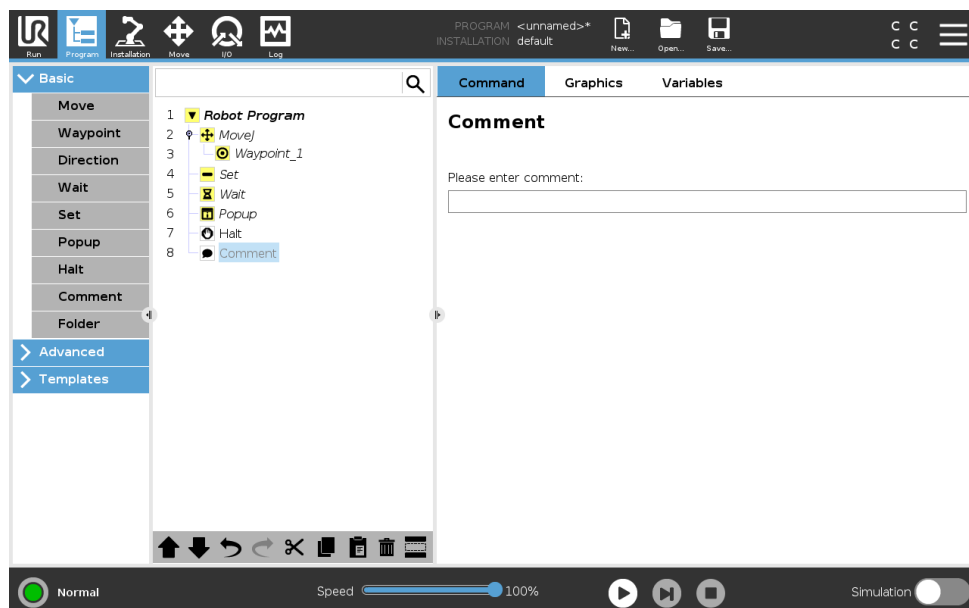 UR
PROGRAM <unnamed>*
INSTALLATION default
Run Program Installation Move I/O Log
New... Open... Save...
C C
C C
Basic
Move
Waypoint
Direction
Wait
Set
Popup
Halt
Comment
Folder
Advanced
Templates
1 Robot Program
2 MoveJ
3 Waypoint_1
4 Set
5 Wait
6 Popup
7 Halt
8 Comment
Command Graphics Variables
Comment
Please enter comment:
Normal
Speed 100%
Simulation